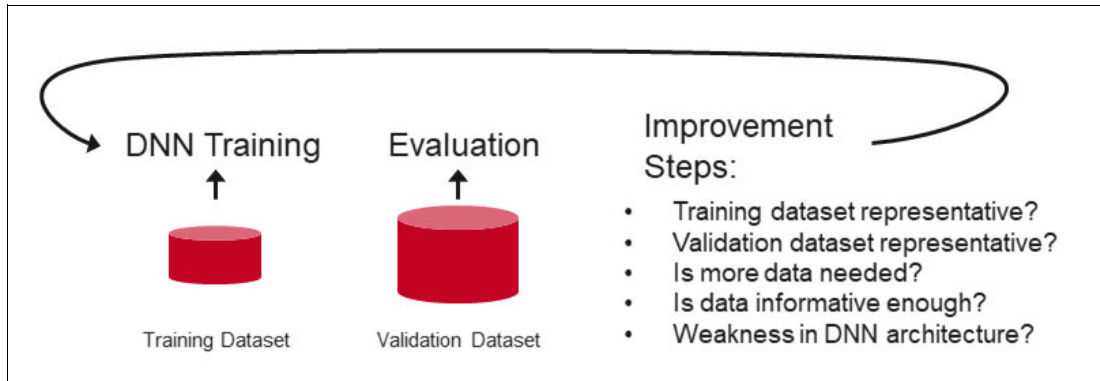 DNN Training
Evaluation
Improvement
Steps:
• Training dataset representative?
• Validation dataset representative?
• Is more data needed?
• Is data informative enough?
• Weakness in DNN architecture?
Training Dataset
Validation Dataset